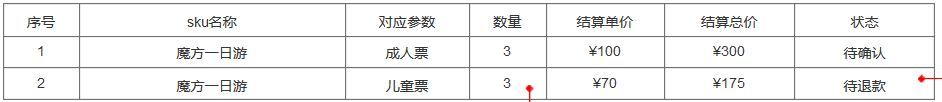 序号 sku名称 对应参数 数量 结算单价 结算总价 状态
1 魔方一日游 成人票 3 ¥100 ¥300 待确认
2 魔方一日游 儿童票 3 ¥70 ¥175 待退款